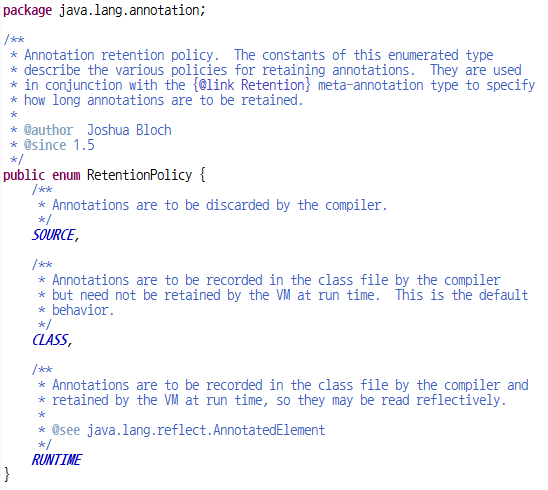 package java.lang.annotation;

/**
 * Annotation retention policy.  The constants of this enumerated type
 * describe the various policies for retaining annotations.  They are used
 * in conjunction with the {@link Retention} meta-annotation type to specify
 * how long annotations are to be retained.
 *
 * @author  Joshua Bloch
 * @since 1.5
 */
public enum RetentionPolicy {
    /**
     * Annotations are to be discarded by the compiler.
     */
    SOURCE,

    /**
     * Annotations are to be recorded in the class file by the compiler
     * but need not be retained by the VM at run time.  This is the default
     * behavior.
     */
    CLASS,

    /**
     * Annotations are to be recorded in the class file by the compiler and
     * retained by the VM at run time, so they may be read reflectively.
     *
     * @see java.lang.reflect.AnnotatedElement
     */
    RUNTIME
}